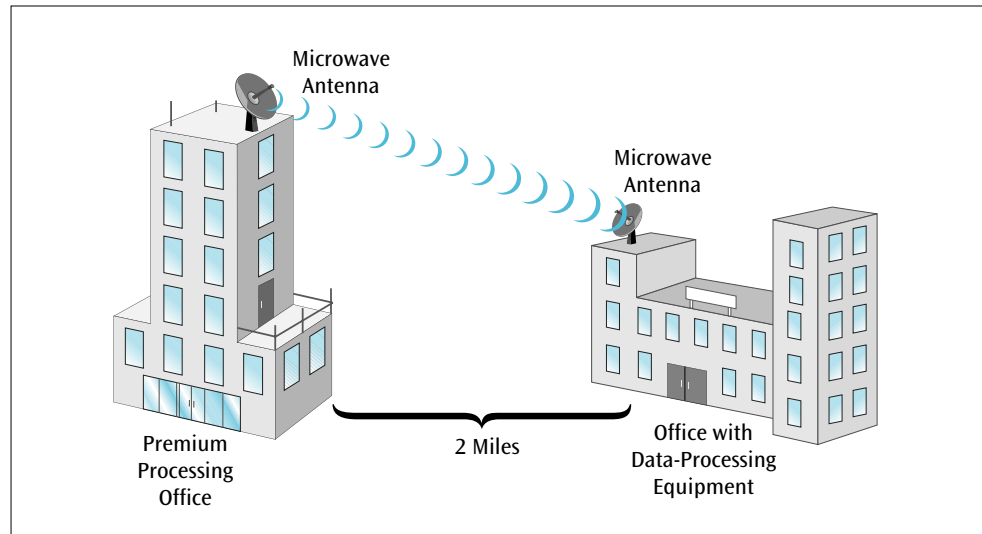 Microwave
Antenna
Microwave
Antenna
Premium
Processing
Office
2 Miles
Office with
Data-Processing
Equipment